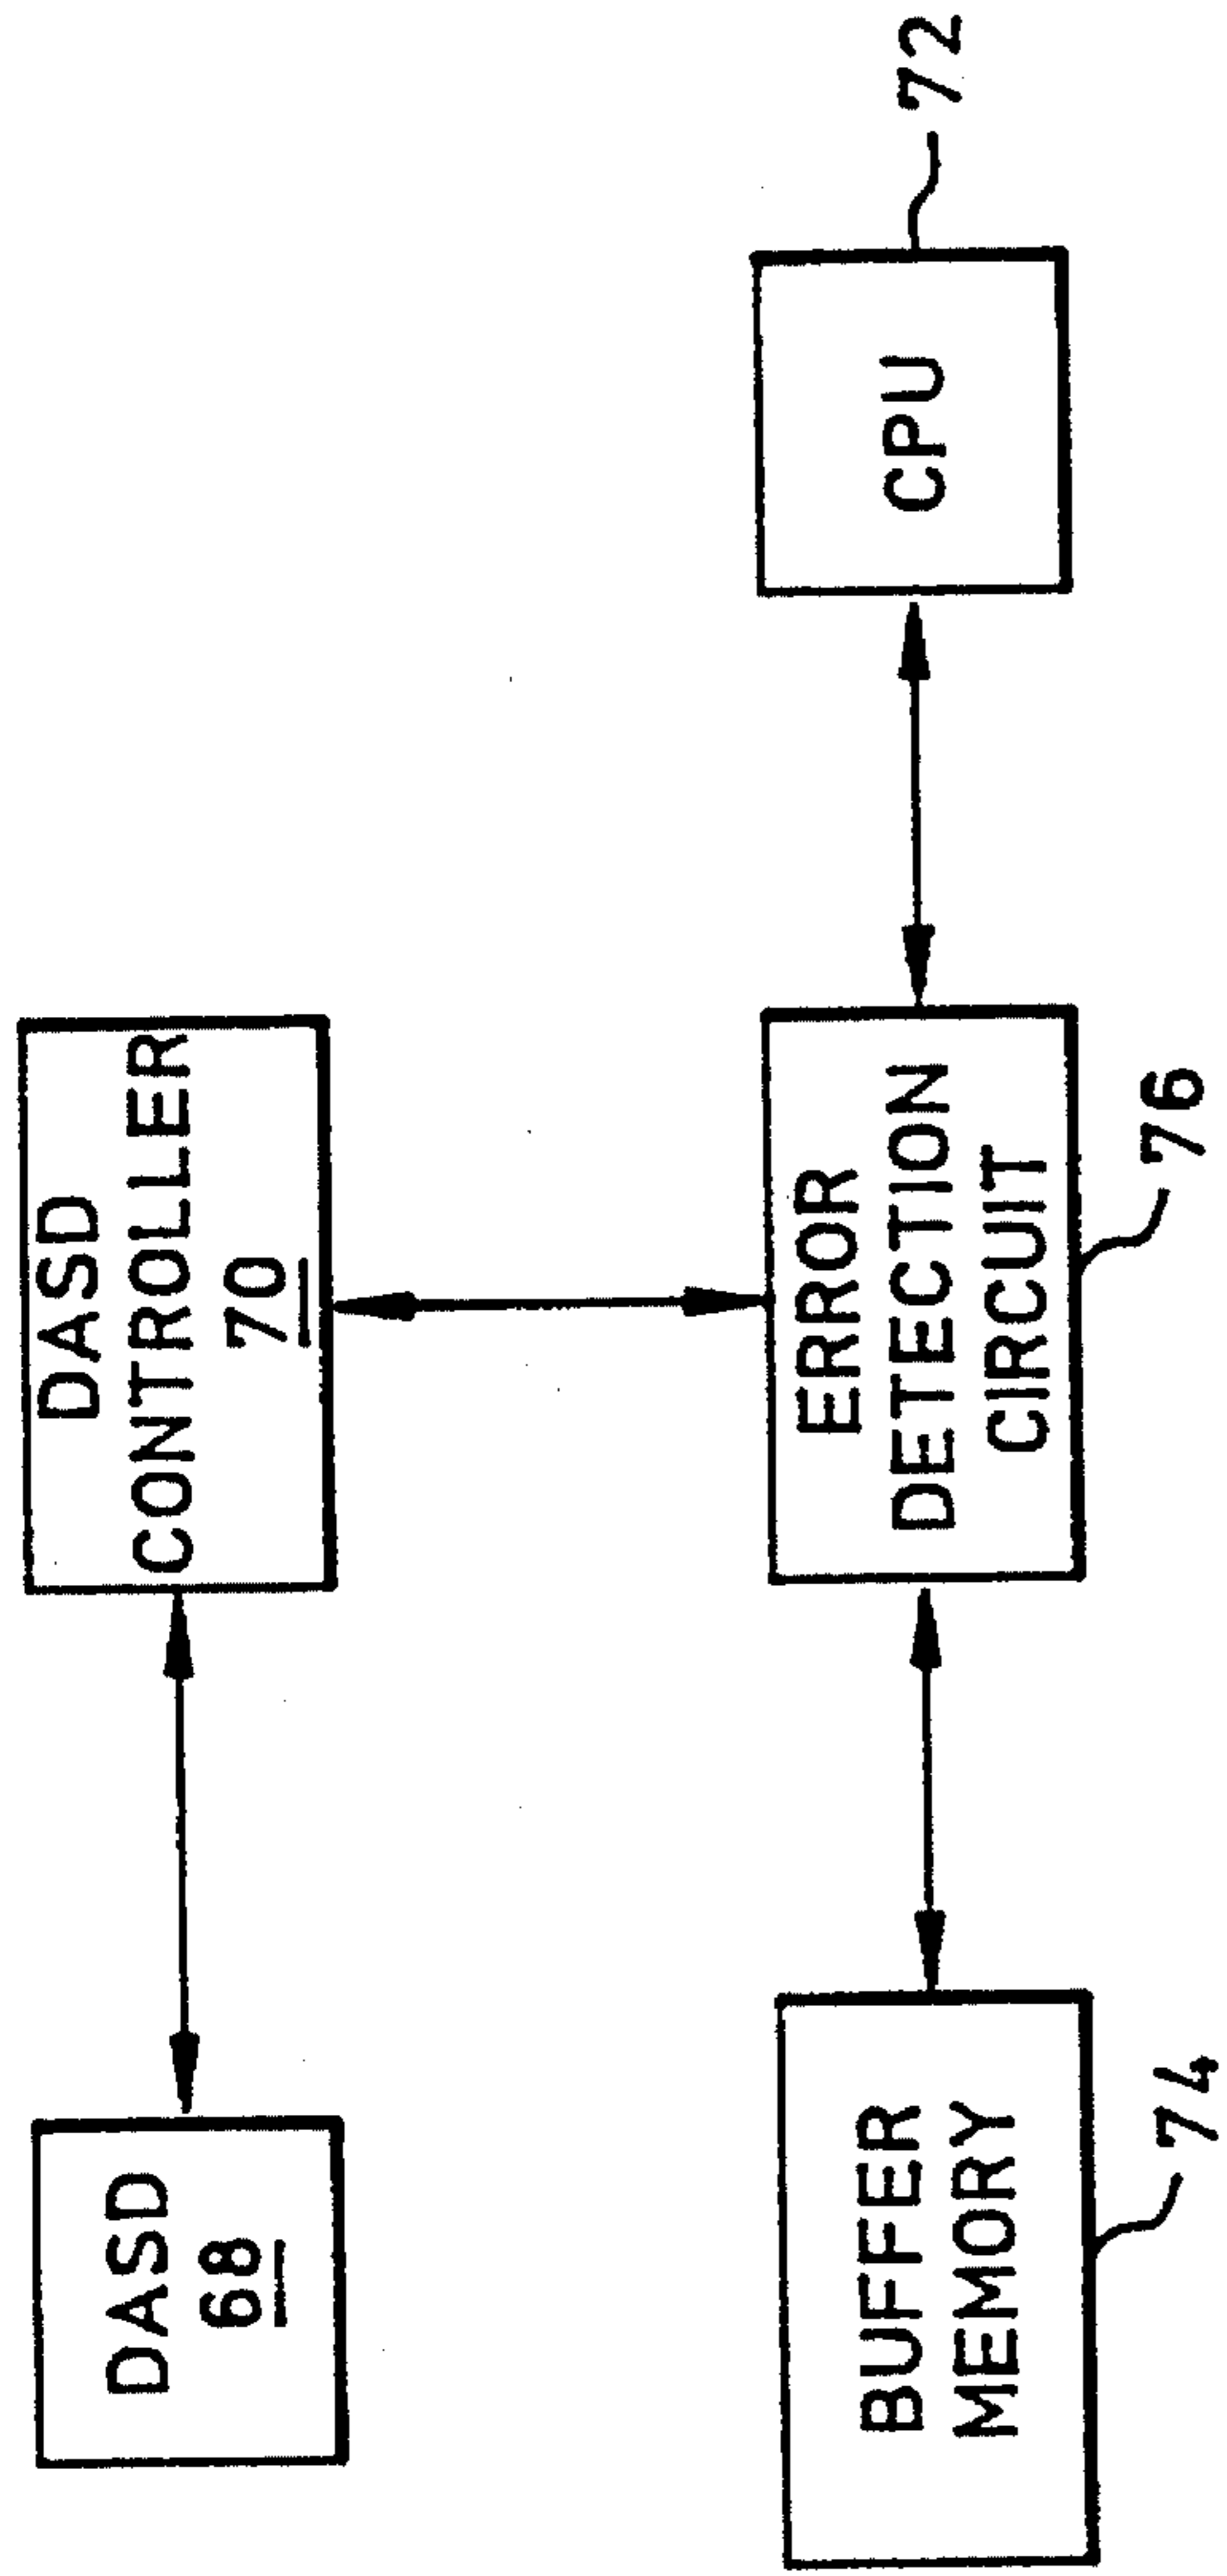 DASD
68
DASD
CONTROLLER
70
BUFFER
MEMORY
74
ERROR
DETECTION
CIRCUIT
76
CPU
72